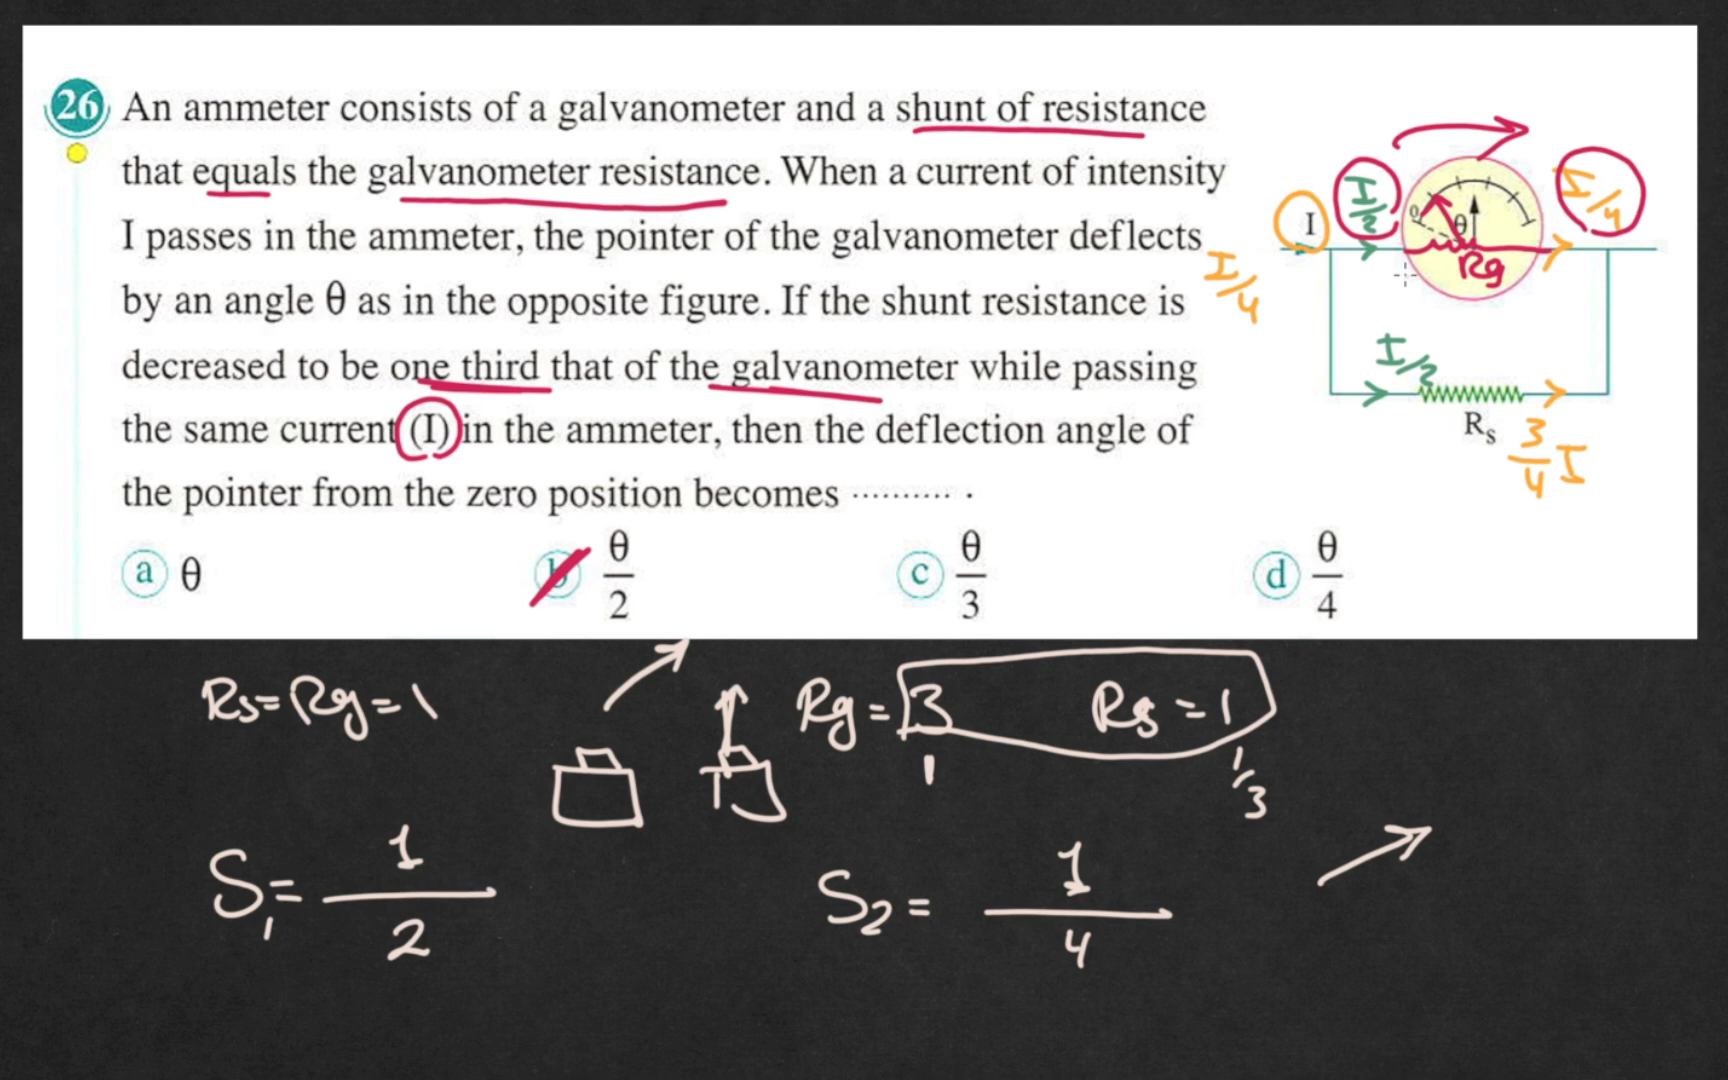 26 An ammeter consists of a galvanometer and a shunt of resistance
that equals the galvanometer resistance. When a current of intensity
I passes in the ammeter, the pointer of the galvanometer deflects
by an angle θ as in the opposite figure. If the shunt resistance is
decreased to be one third that of the galvanometer while passing
the same current (I) in the ammeter, then the deflection angle of
the pointer from the zero position becomes .......... .
a θ
b θ/2
c θ/3
d θ/4
I I/2 I/4
0 θ
Rg
I/4
I/2
Rs
3/4 I
Rs=Rg=1
Rg=3 Rs=1
1 1/3
S1= 1/2
S2= 1/4